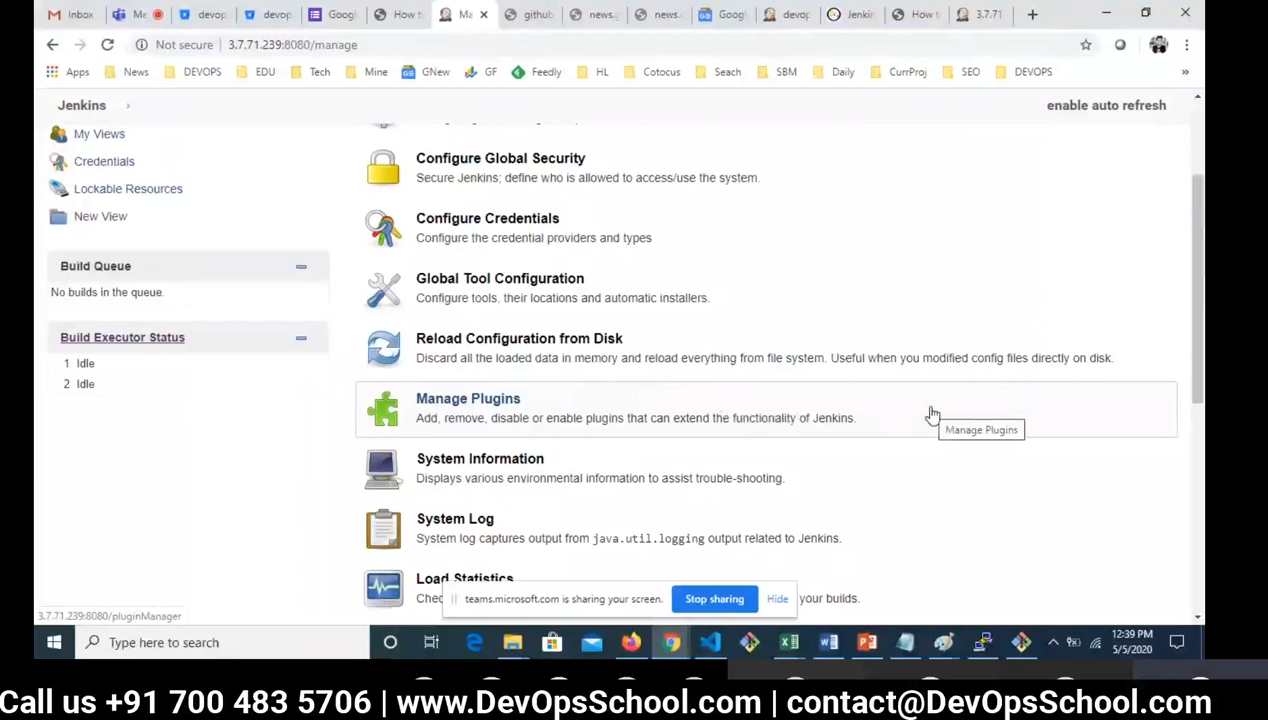 Inbox
Me
devop
devop
Googl
How t
Ma
github
news.
news.
Googl
devop
Jenkin
How t
3.7.71
Not secure
3.7.71.239:8080/manage
Apps
News
DEVOPS
EDU
Tech
Mine
GNew
GF
Feedly
HL
Cotocus
Seach
SBM
Daily
CurrProj
SEO
DEVOPS
»
Jenkins
enable auto refresh
My Views
Credentials
Lockable Resources
New View
Build Queue
No builds in the queue.
Build Executor Status
1 Idle
2 Idle
Configure Global Security
Secure Jenkins; define who is allowed to access/use the system.
Configure Credentials
Configure the credential providers and types
Global Tool Configuration
Configure tools, their locations and automatic installers.
Reload Configuration from Disk
Discard all the loaded data in memory and reload everything from file system. Useful when you modified config files directly on disk.
Manage Plugins
Add, remove, disable or enable plugins that can extend the functionality of Jenkins.
Manage Plugins
System Information
Displays various environmental information to assist trouble-shooting.
System Log
System log captures output from java.util.logging output related to Jenkins.
Load Statistics
your builds.
teams.microsoft.com is sharing your screen.
Stop sharing
Hide
3.7.71.239:8080/pluginManager
Type here to search
12:39 PM
5/5/2020
Call us +91 700 483 5706 | www.DevOpsSchool.com | contact@DevOpsSchool.com